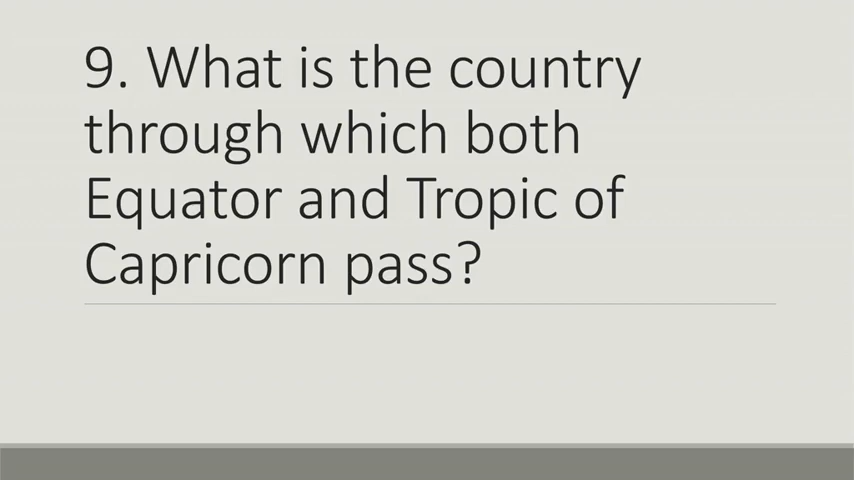 9. What is the country
through which both
Equator and Tropic of
Capricorn pass?